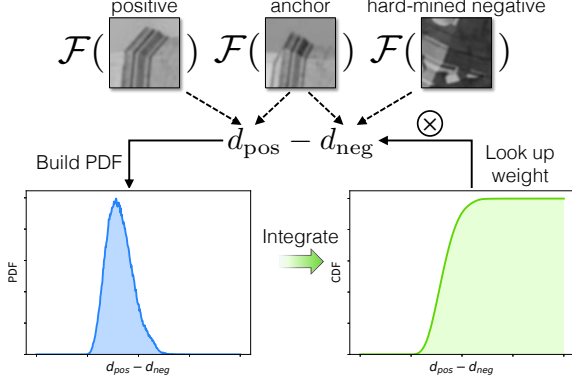 positive anchor hard-mined negative
F( ) F( ) F( )
d_pos − d_neg
⊗
Build PDF
Look up
weight
Integrate
PDF
CDF
d_pos − d_neg
d_pos − d_neg